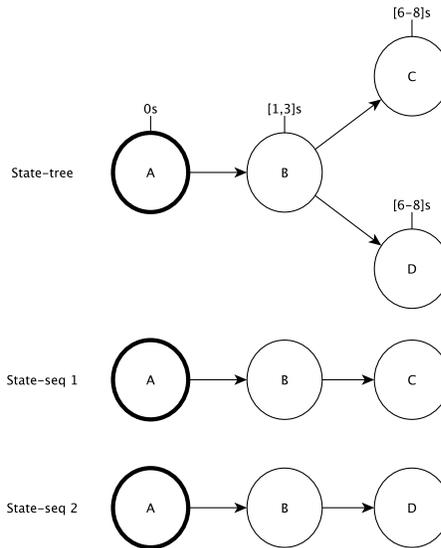 [6-8]s
C
0s
[1,3]s
State-tree
A
B
[6-8]s
D
State-seq 1
A
B
C
State-seq 2
A
B
D